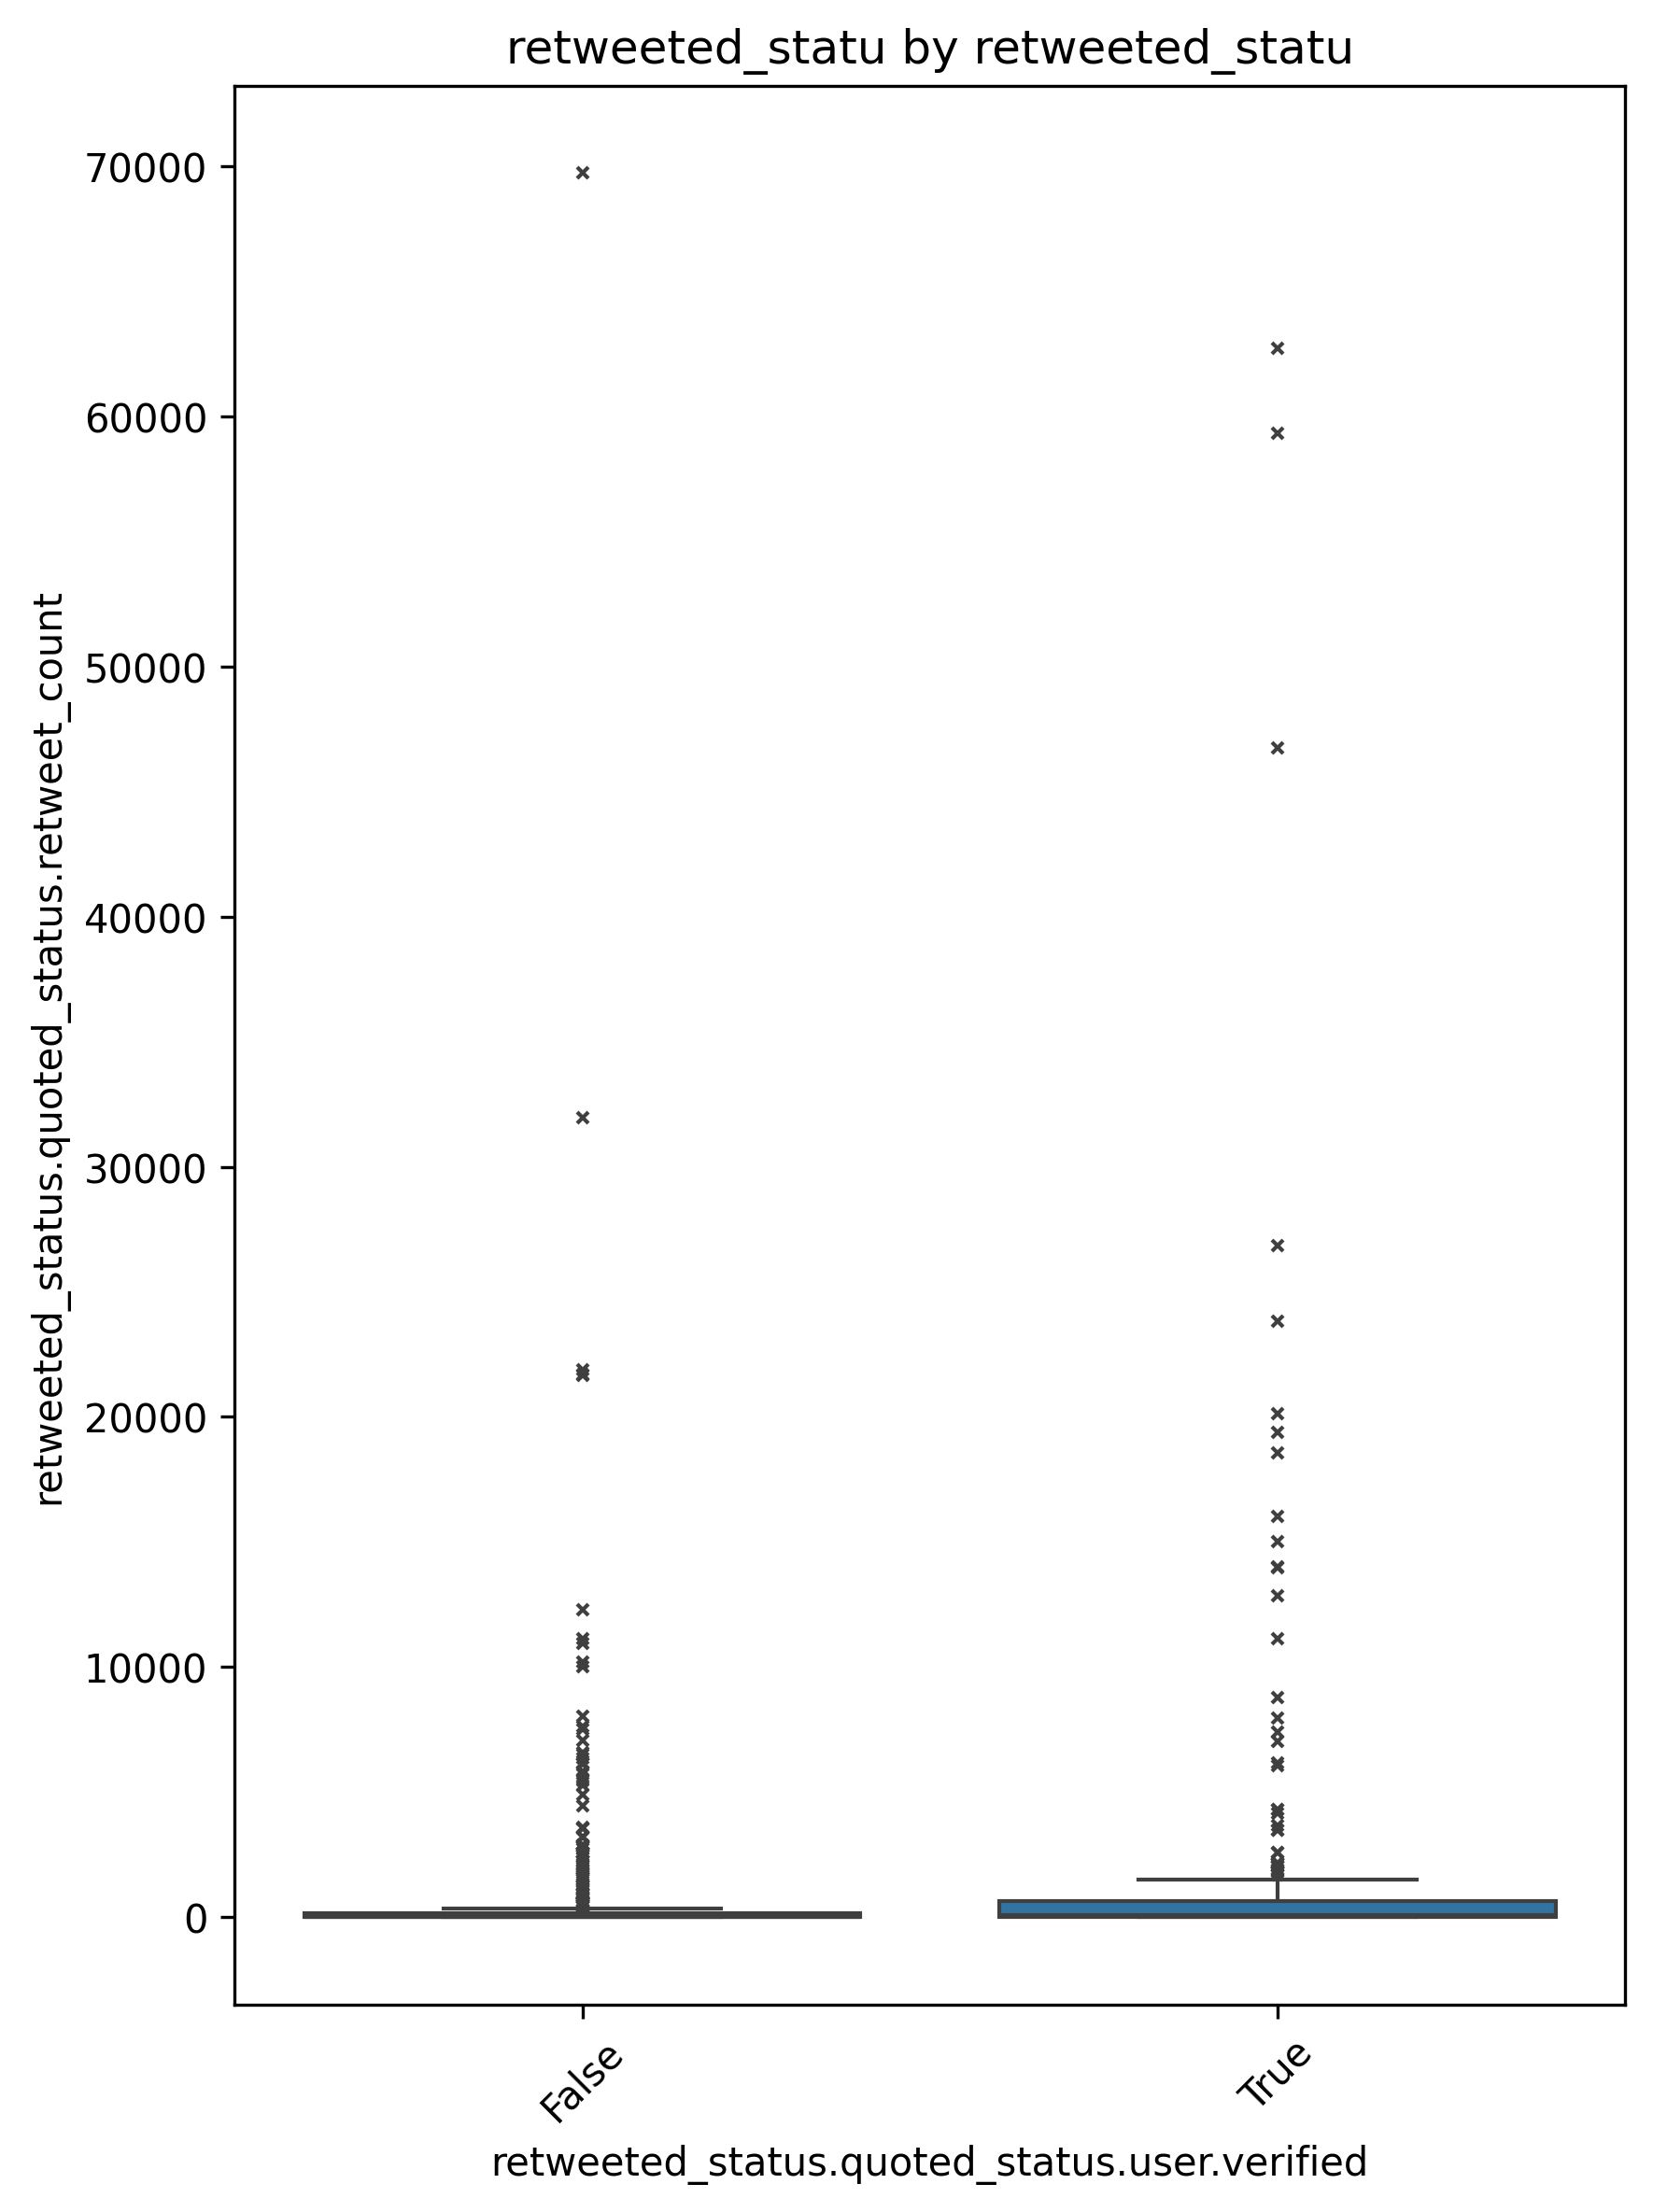 retweeted_statu by retweeted_statu
70000
60000
50000
40000
30000
20000
10000
0
retweeted_status.quoted_status.retweet_count
False
True
retweeted_status.quoted_status.user.verified